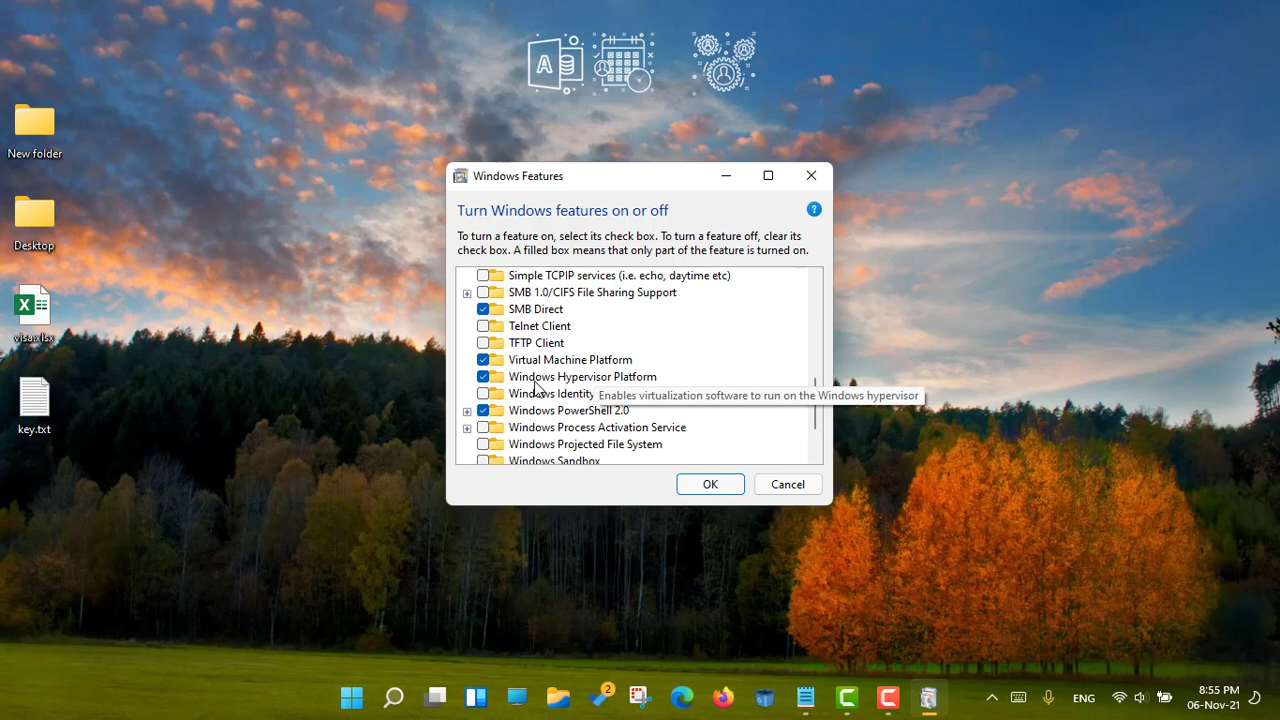 New folder
Desktop
visa.xlsx
key.txt
Windows Features
Turn Windows features on or off
To turn a feature on, select its check box. To turn a feature off, clear its
check box. A filled box means that only part of the feature is turned on.
Simple TCPIP services (i.e. echo, daytime etc)
SMB 1.0/CIFS File Sharing Support
SMB Direct
Telnet Client
TFTP Client
Virtual Machine Platform
Windows Hypervisor Platform
Windows Identity
Enables virtualization software to run on the Windows hypervisor
Windows PowerShell 2.0
Windows Process Activation Service
Windows Projected File System
Windows Sandbox
OK
Cancel
A
X
2
ENG
8:55 PM
06-Nov-21